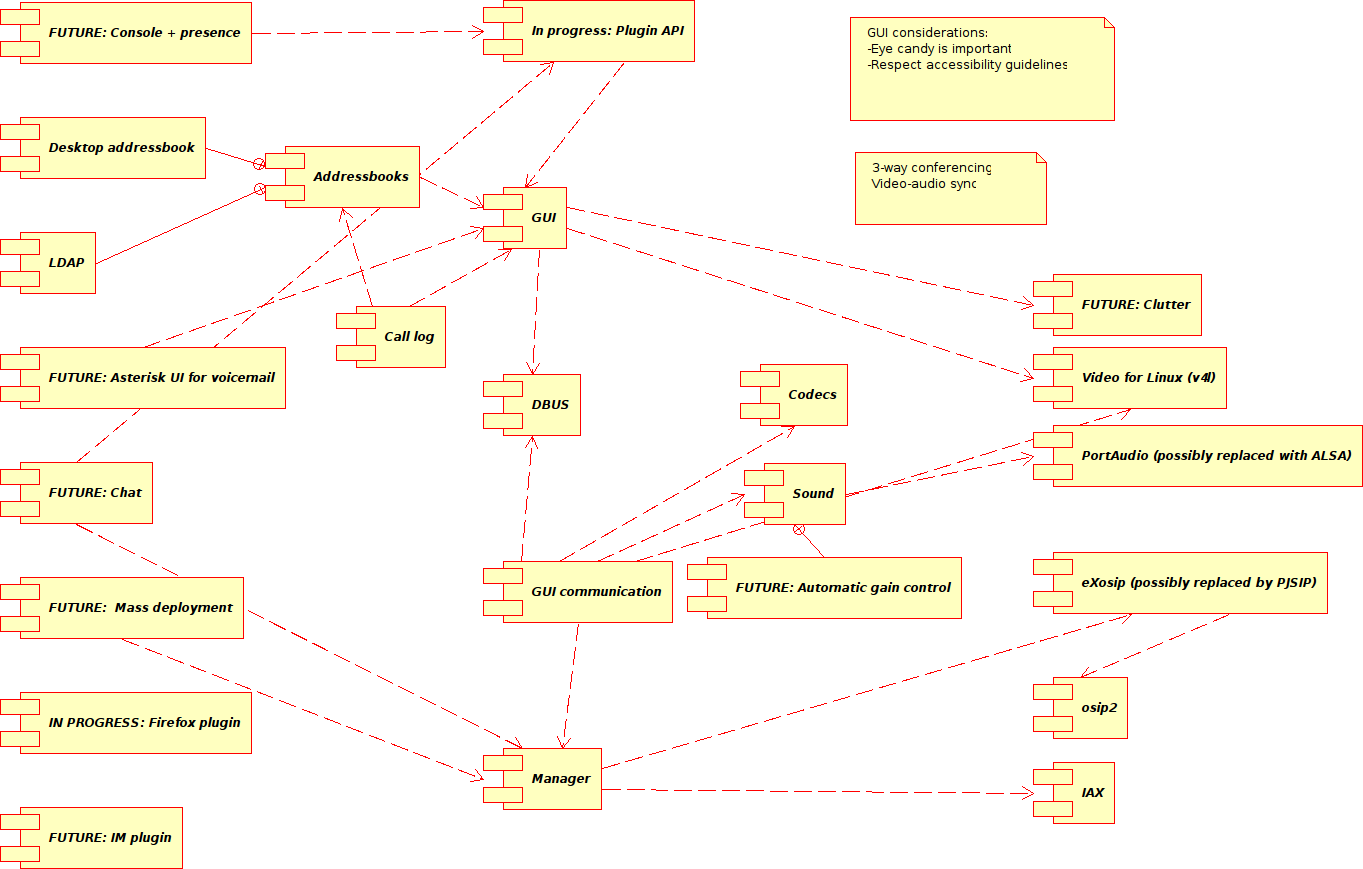 FUTURE: Console + presence
In progress: Plugin API
GUI considerations:
-Eye candy is important
-Respect accessibility guidelines
Desktop addressbook
Addressbooks
3-way conferencing
Video-audio sync
GUI
LDAP
FUTURE: Clutter
Call log
FUTURE: Asterisk UI for voicemail
Video for Linux (v4l)
Codecs
DBUS
PortAudio (possibly replaced with ALSA)
FUTURE: Chat
Sound
eXosip (possibly replaced by PJSIP)
GUI communication
FUTURE: Automatic gain control
FUTURE:  Mass deployment
osip2
IN PROGRESS: Firefox plugin
Manager
IAX
FUTURE: IM plugin